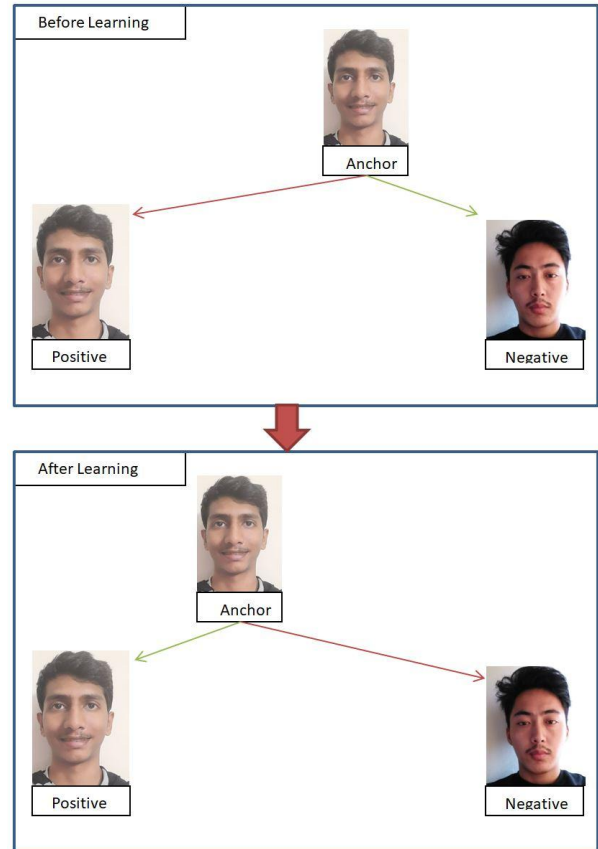 Before Learning
Anchor
Positive
Negative
After Learning
Anchor
Positive
Negative